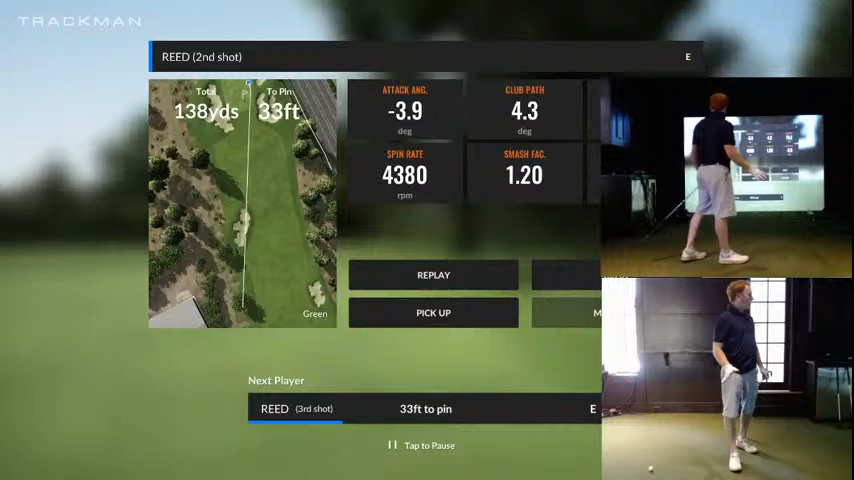 TRACKMAN
REED (2nd shot) E
Total To Pin
138yds 33ft
ATTACK ANG. CLUB PATH
-3.9 4.3
deg deg
SPIN RATE SMASH FAC.
4380 1.20
rpm
Green
REPLAY
PICK UP M
Next Player
REED (3rd shot) 33ft to pin E
Tap to Pause